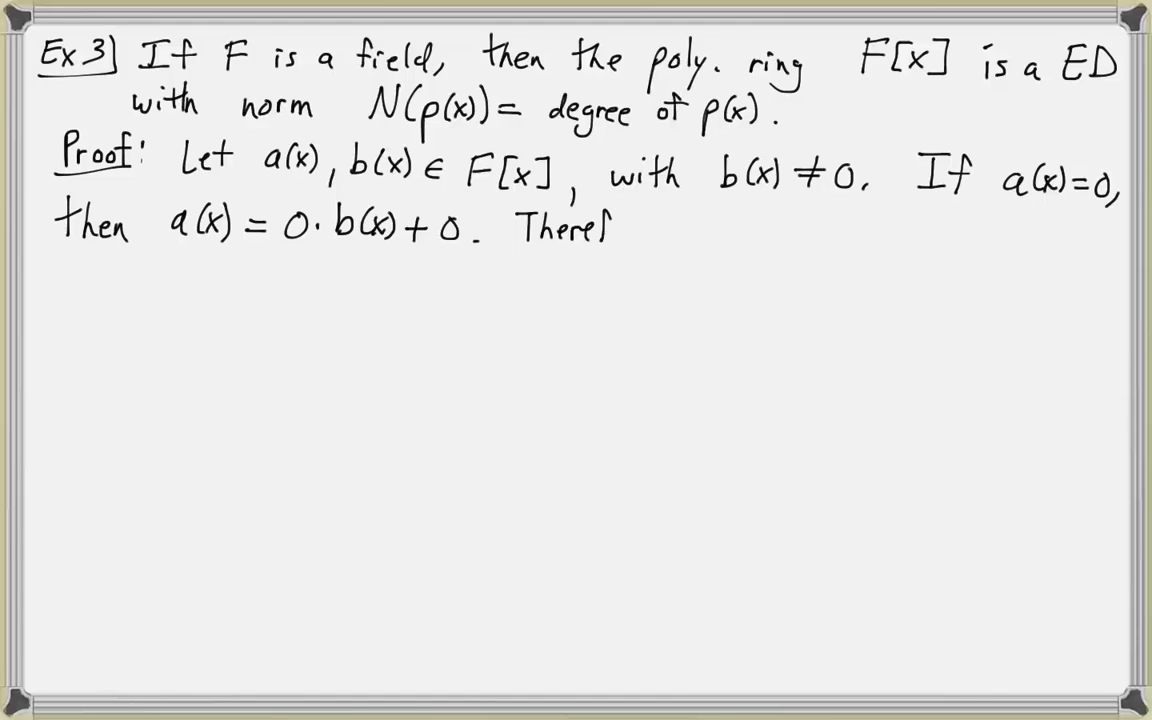 Ex 3] If F is a field, then the poly. ring F[x] is a ED
with norm N(p(x)) = degree of p(x).
Proof: Let a(x), b(x) ∈ F[x], with b(x) ≠ 0. If a(x)=0,
then a(x) = 0· b(x) + 0.